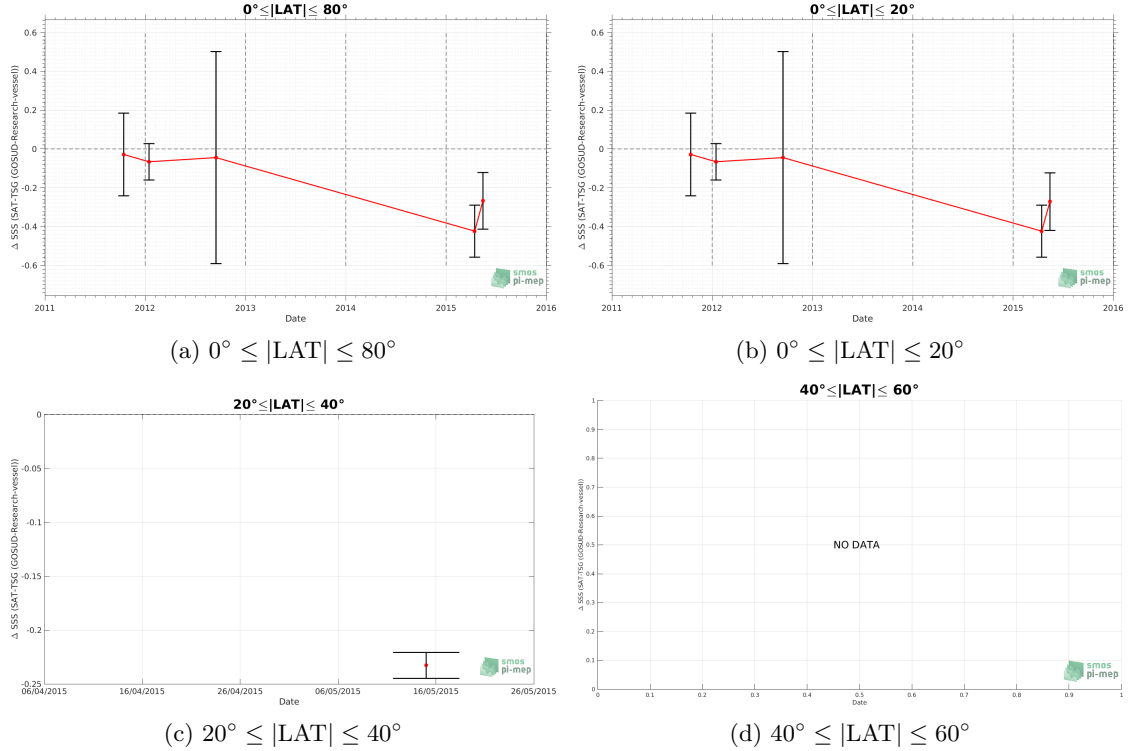 0°≤|LAT|≤ 80°
Δ SSS (SAT-TSG (GOSUD-Research-vessel))
0.6
0.4
0.2
0
-0.2
-0.4
-0.6
2011
2012
2013
2014
2015
2016
Date
smos
pi-mep
(a) 0° ≤ |LAT| ≤ 80°
0°≤|LAT|≤ 20°
Δ SSS (SAT-TSG (GOSUD-Research-vessel))
0.6
0.4
0.2
0
-0.2
-0.4
-0.6
2011
2012
2013
2014
2015
2016
Date
smos
pi-mep
(b) 0° ≤ |LAT| ≤ 20°
20°≤|LAT|≤ 40°
Δ SSS (SAT-TSG (GOSUD-Research-vessel))
0
-0.05
-0.1
-0.15
-0.2
-0.25
06/04/2015
16/04/2015
26/04/2015
06/05/2015
16/05/2015
26/05/2015
Date
smos
pi-mep
(c) 20° ≤ |LAT| ≤ 40°
40°≤|LAT|≤ 60°
Δ SSS (SAT-TSG (GOSUD-Research-vessel))
1
0.9
0.8
0.7
0.6
0.5
0.4
0.3
0.2
0.1
0
NO DATA
0
0.1
0.2
0.3
0.4
0.5
0.6
0.7
0.8
0.9
1
Date
smos
pi-mep
(d) 40° ≤ |LAT| ≤ 60°